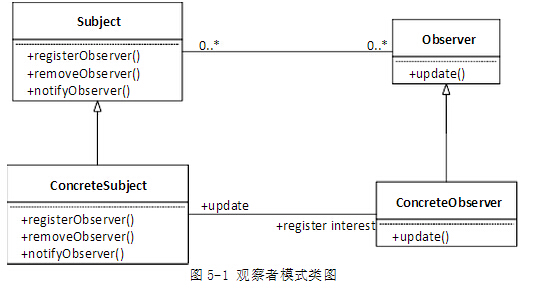 Subject
+registerObserver()
+removeObserver()
+notifyObserver()
0..*
0..*
Observer
+update()
ConcreteSubject
+registerObserver()
+removeObserver()
+notifyObserver()
+update
+register interest
ConcreteObserver
+update()
图 5-1 观察者模式类图